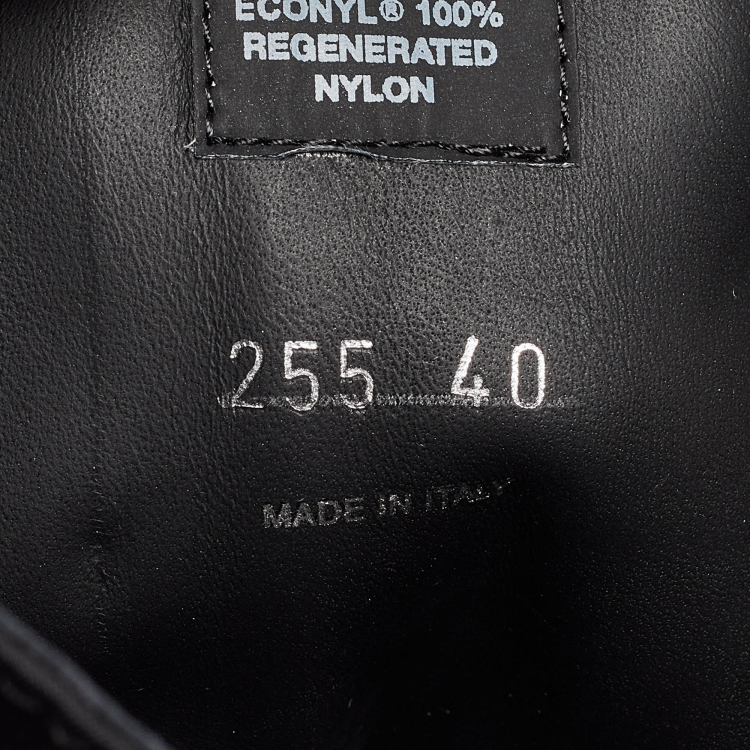 ECONYL® 100%
REGENERATED
NYLON
255 40
MADE IN ITALY